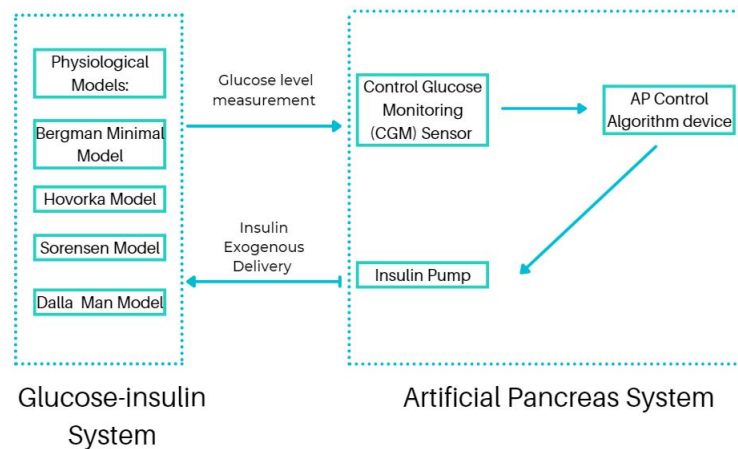 Physiological
Models:
Bergman Minimal
Model
Hovorka Model
Sorensen Model
Dalla Man Model
Glucose level
measurement
Insulin
Exogenous
Delivery
Control Glucose
Monitoring
(CGM) Sensor
AP Control
Algorithm device
Insulin Pump
Glucose-insulin
System
Artificial Pancreas System